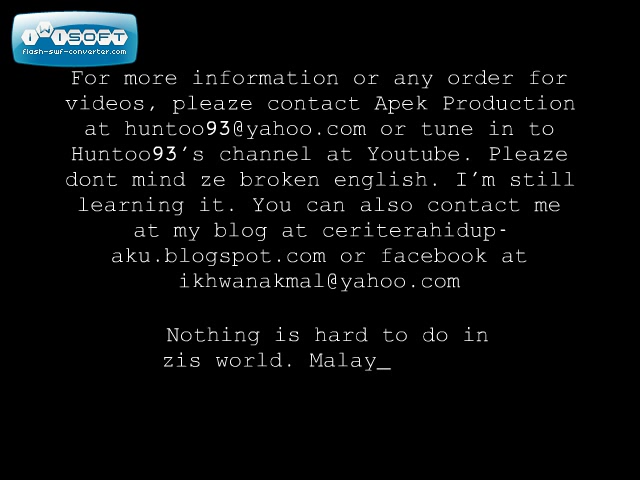 iWiSOFT
flash-swf-converter.com
For more information or any order for
videos, pleaze contact Apek Production
at huntoo93@yahoo.com or tune in to
Huntoo93's channel at Youtube. Pleaze
dont mind ze broken english. I'm still
learning it. You can also contact me
at my blog at ceriterahidup-
aku.blogspot.com or facebook at
ikhwanakmal@yahoo.com
Nothing is hard to do in
zis world. Malay_